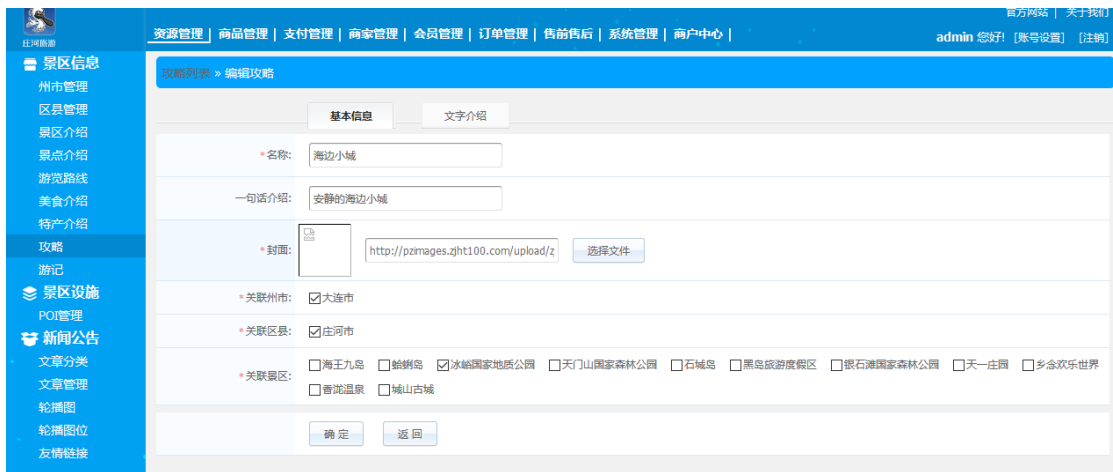 官方网站 | 关于我们
庄河旅游
资源管理 | 商品管理 | 支付管理 | 商家管理 | 会员管理 | 订单管理 | 售前售后 | 系统管理 | 商户中心 |
admin 您好! [账号设置] [注销]
景区信息
州市管理
区县管理
景区介绍
景点介绍
游览路线
美食介绍
特产介绍
攻略
游记
景区设施
POI管理
新闻公告
文章分类
文章管理
轮播图
轮播图位
友情链接
攻略列表 » 编辑攻略
基本信息 文字介绍
*名称: 海边小城
一句话介绍: 安静的海边小城
*封面: http://pzimages.zjht100.com/upload/z 选择文件
*关联州市: 大连市
*关联区县: 庄河市
*关联景区: 海王九岛 蛤蜊岛 冰峪国家地质公园 天门山国家森林公园 石城岛 黑岛旅游度假区 银石滩国家森林公园 天一庄园 乡念欢乐世界
香泷温泉 城山古城
确 定 返 回